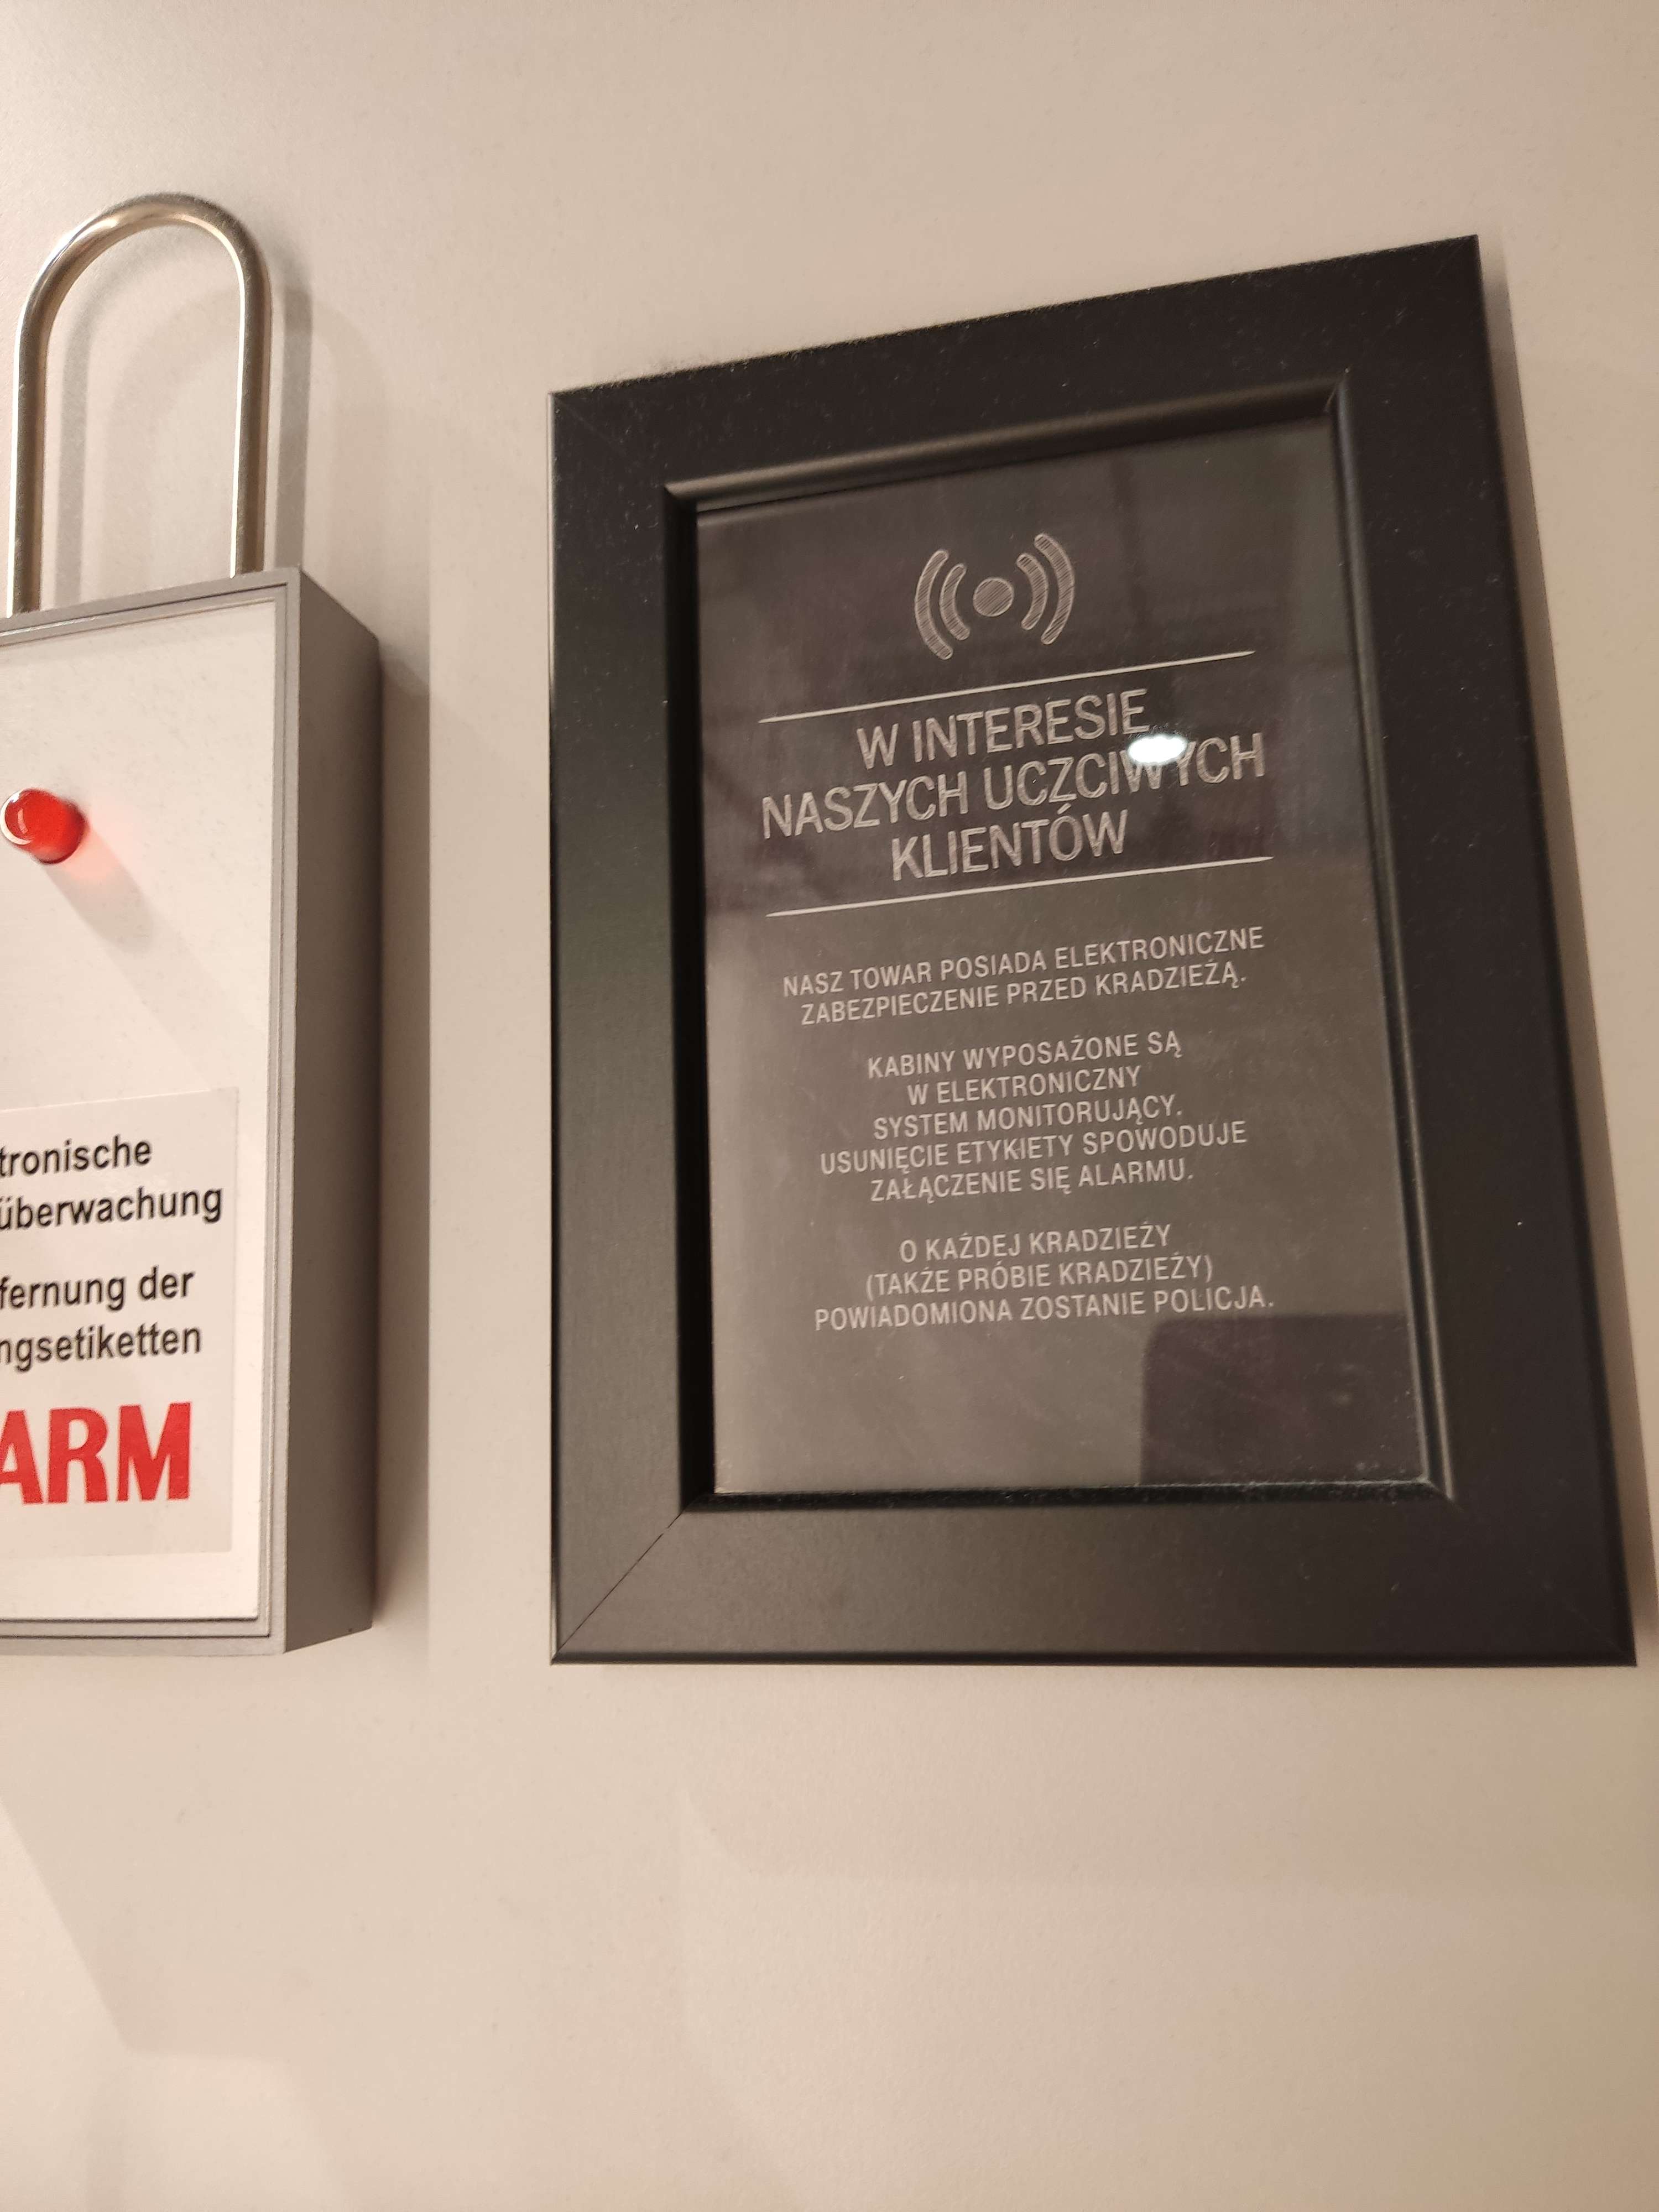 tronische
überwachung
fernung der
ngsetiketten
ARM
W INTERESIE
NASZYCH UCZCIWYCH
KLIENTÓW
NASZ TOWAR POSIADA ELEKTRONICZNE
ZABEZPIECZENIE PRZED KRADZIEŻĄ.
KABINY WYPOSAŻONE SĄ
W ELEKTRONICZNY
SYSTEM MONITORUJĄCY.
USUNIĘCIE ETYKIETY SPOWODUJE
ZAŁĄCZENIE SIĘ ALARMU.
O KAŻDEJ KRADZIEŻY
(TAKŻE PRÓBIE KRADZIEŻY)
POWIADOMIONA ZOSTANIE POLICJA.